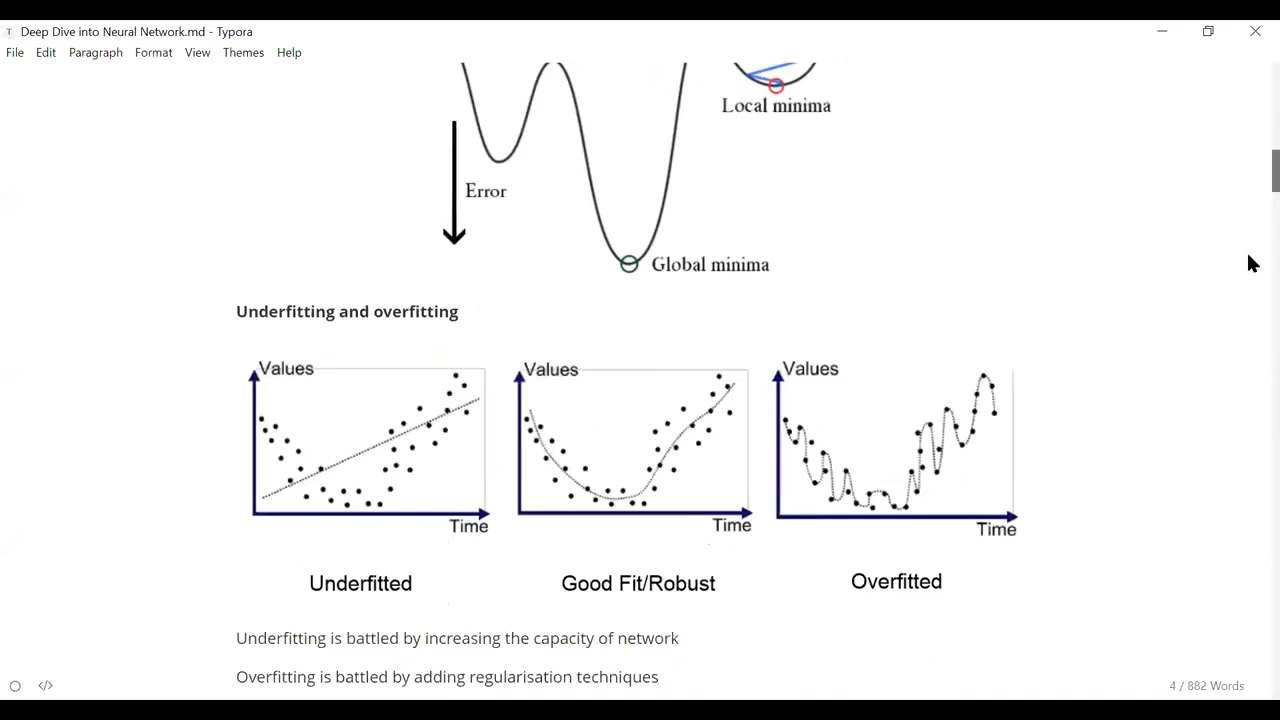 Deep Dive into Neural Network.md - Typora
File Edit Paragraph Format View Themes Help
Local minima
Error
Global minima
Underfitting and overfitting
Values Values Values
Time Time Time
Underfitted Good Fit/Robust Overfitted
Underfitting is battled by increasing the capacity of network
Overfitting is battled by adding regularisation techniques
4 / 882 Words